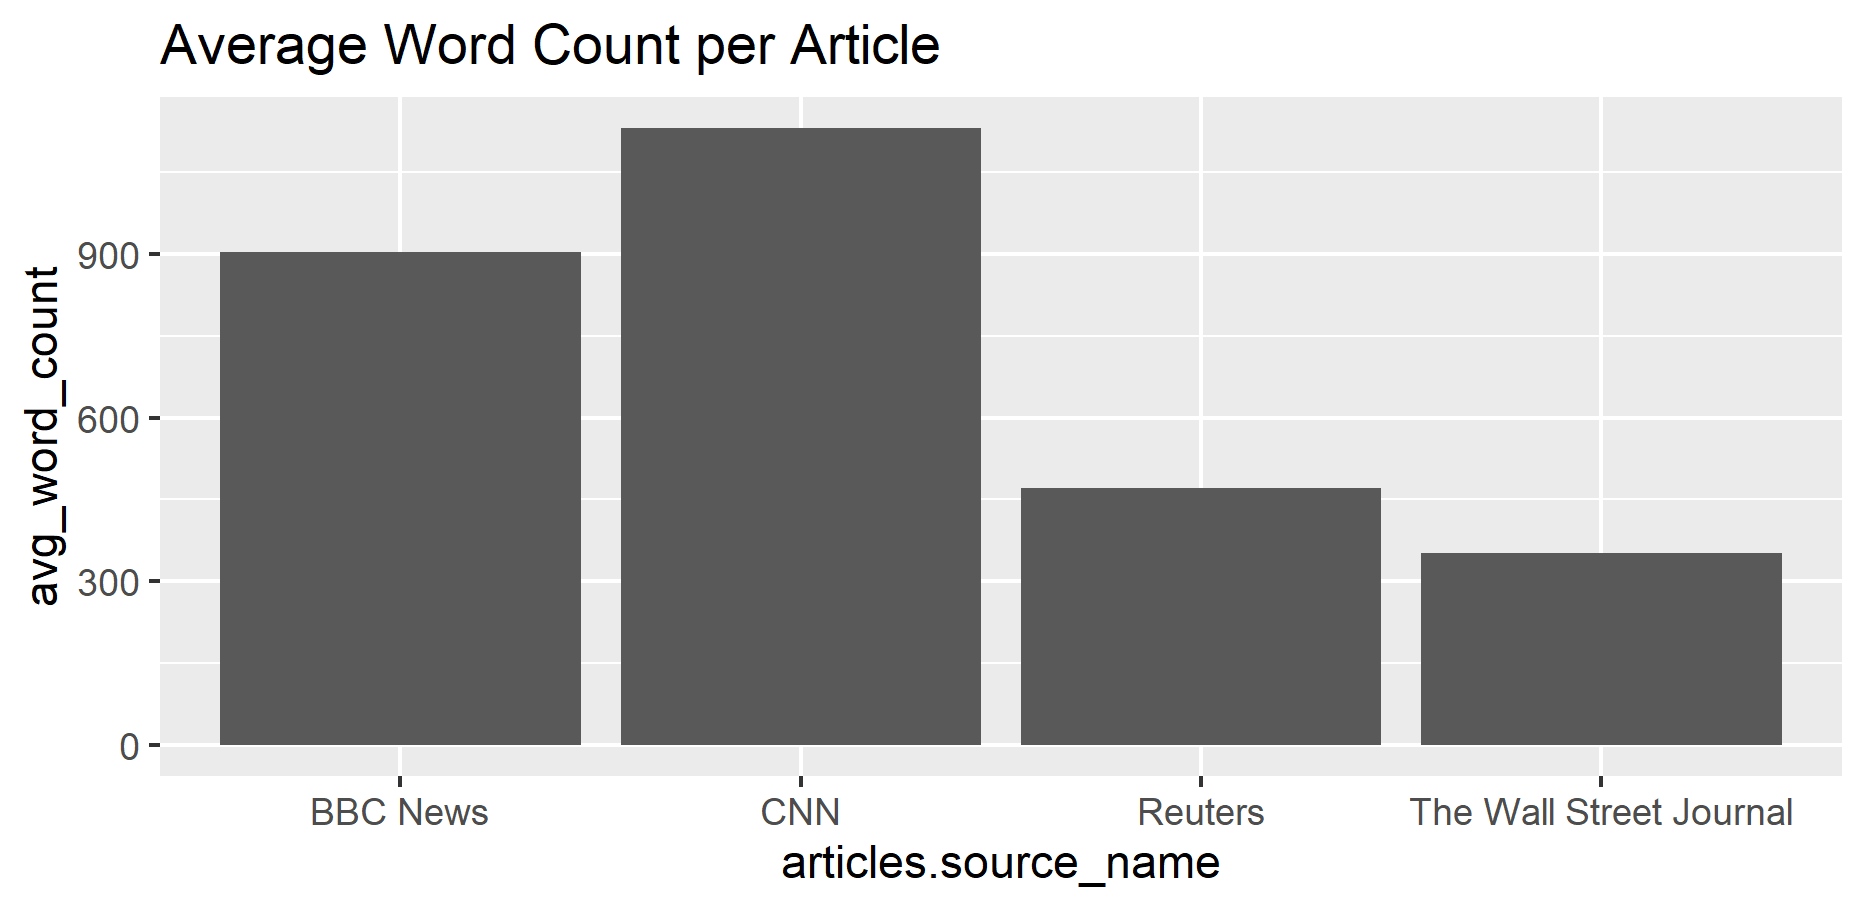 Average Word Count per Article
avg_word_count
900
600
300
0
BBC News
CNN
Reuters
The Wall Street Journal
articles.source_name